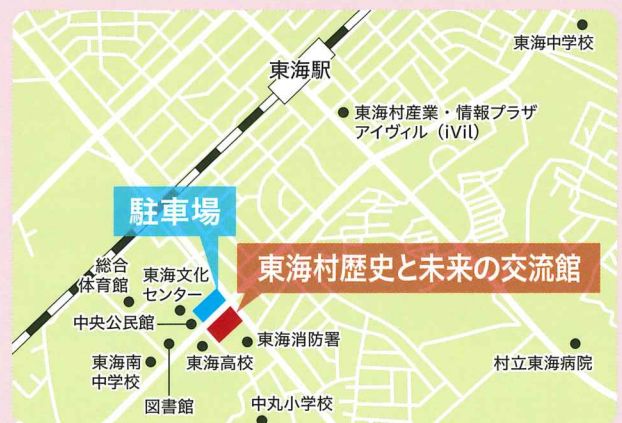 東海中学校
東海駅
東海村産業・情報プラザ
アイヴィル（iVil）
駐車場
東海村歴史と未来の交流館
総合
体育館
東海文化
センター
中央公民館
東海消防署
東海南
中学校
東海高校
村立東海病院
図書館
中丸小学校